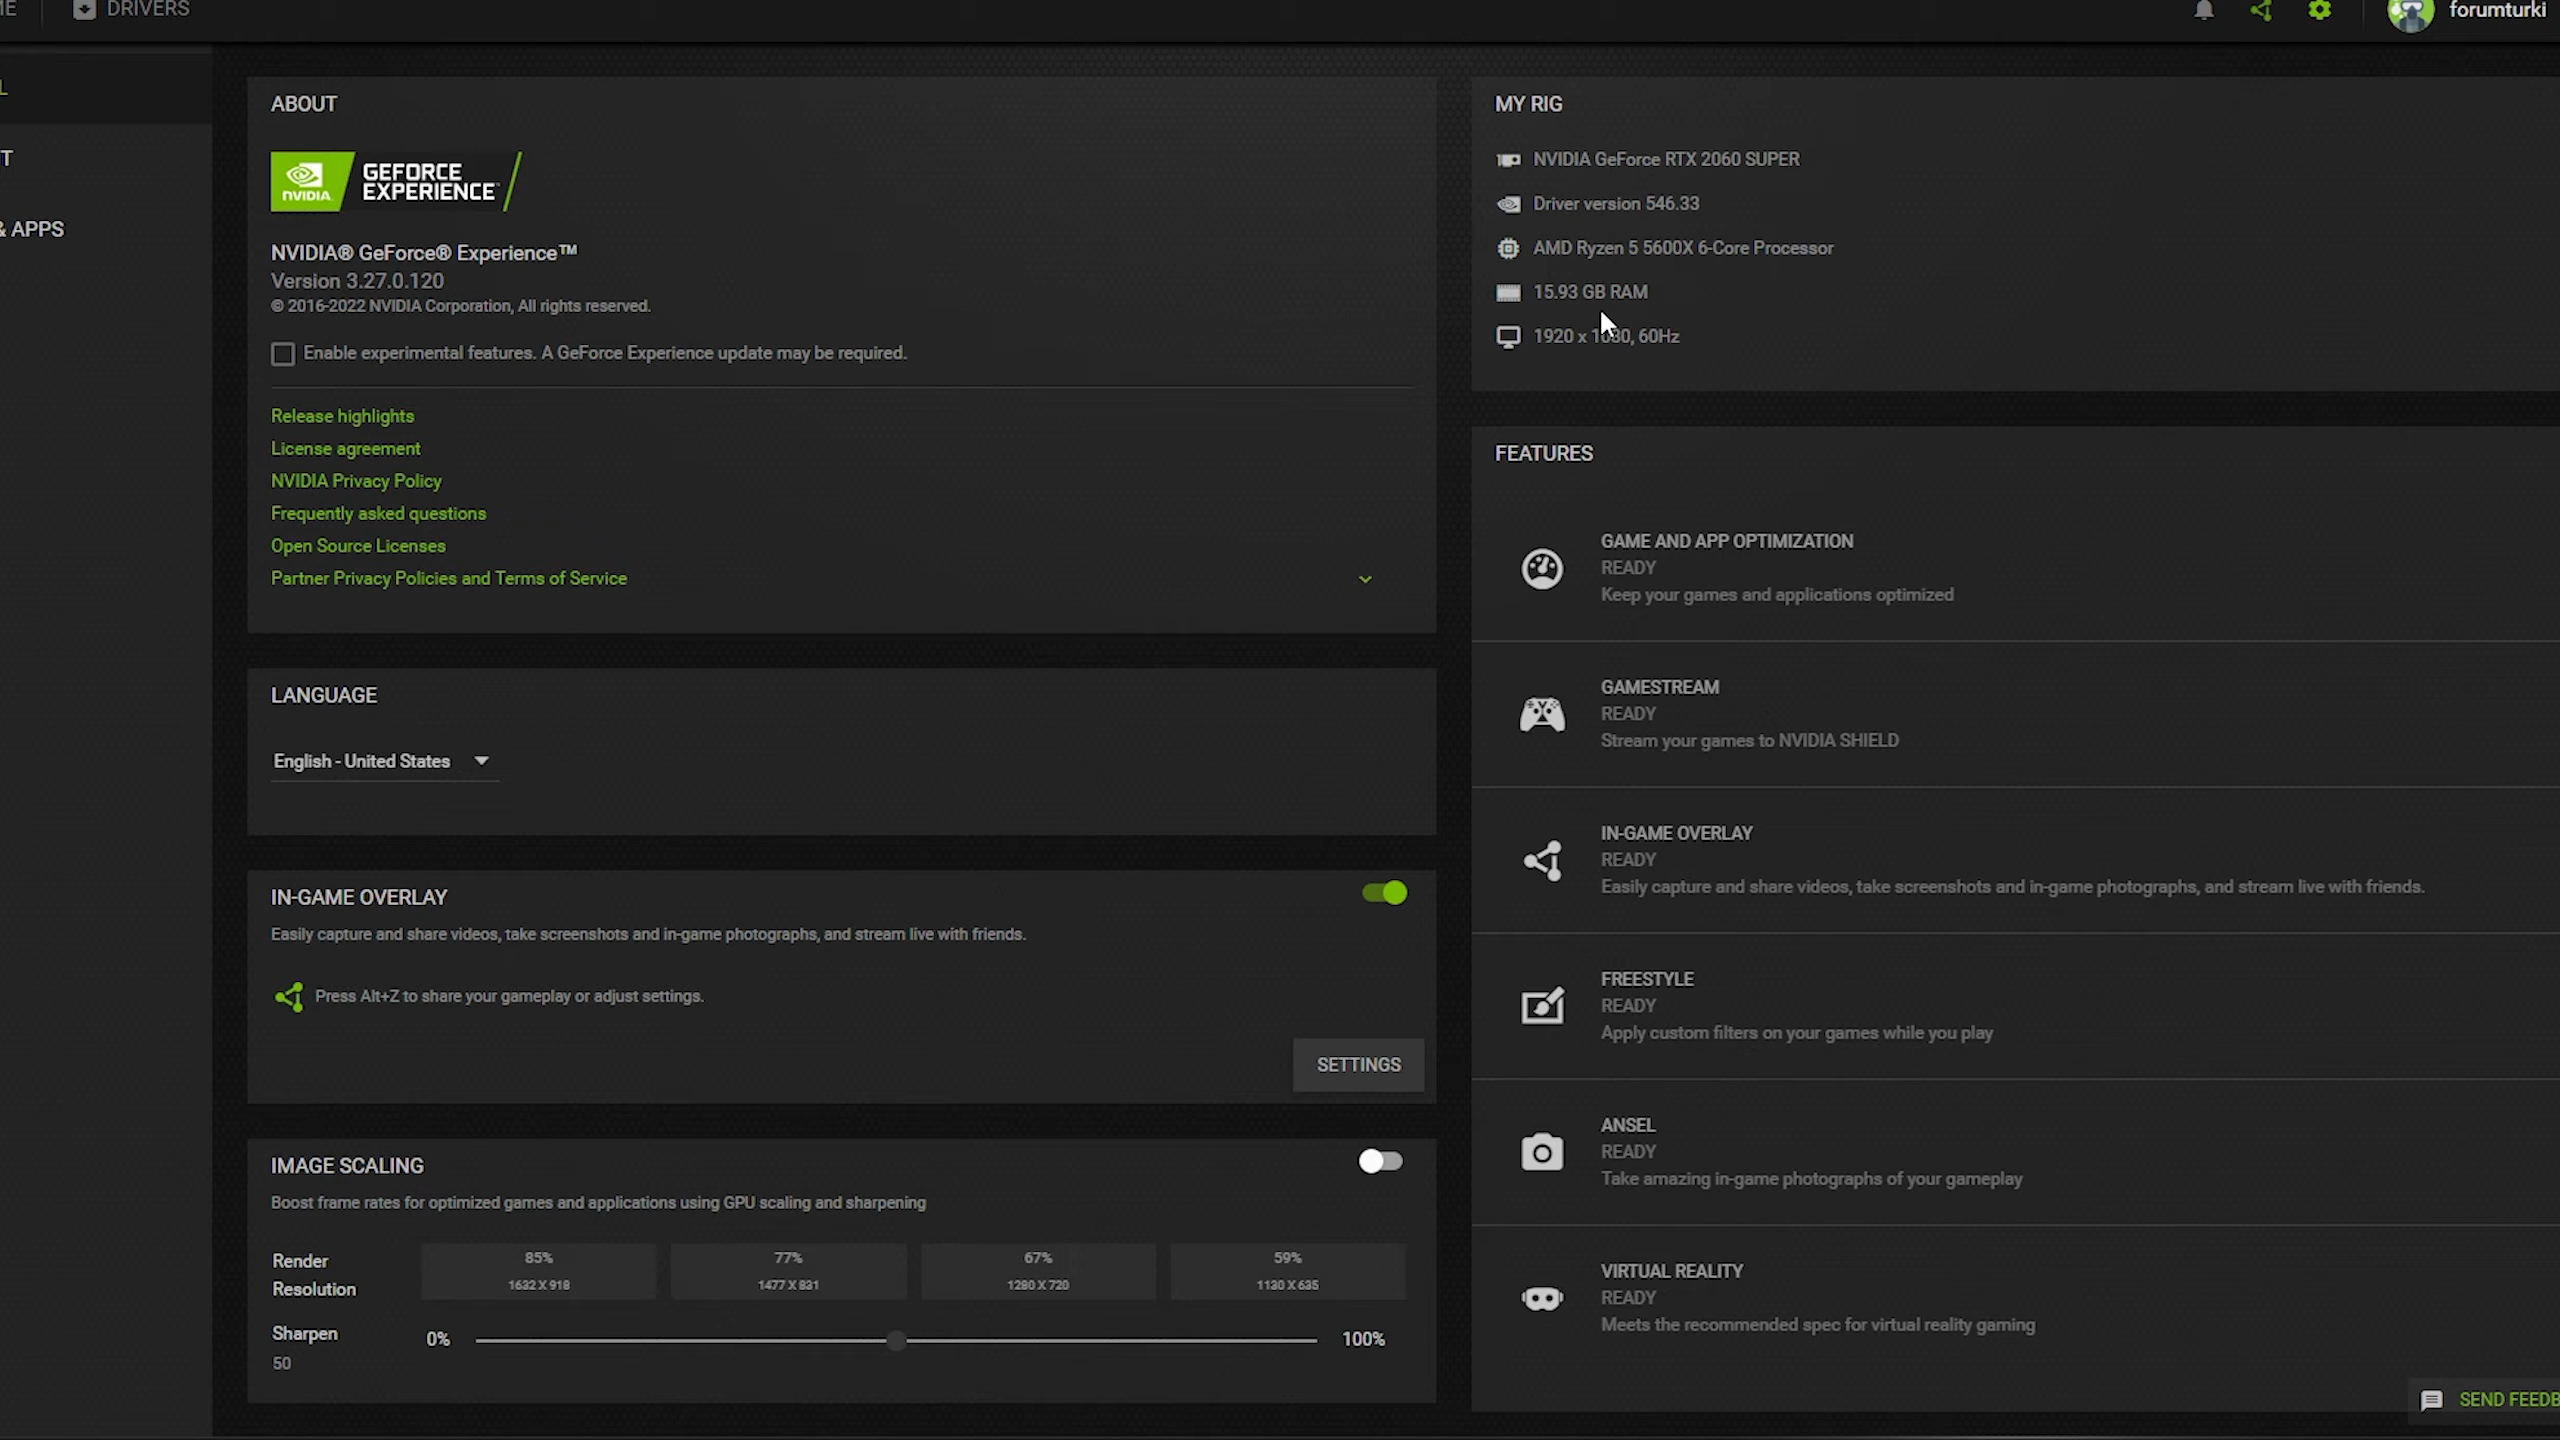 DRIVERS
forumturki
& APPS
ABOUT
NVIDIA
GEFORCE
EXPERIENCE
NVIDIA® GeForce® Experience™
Version 3.27.0.120
© 2016-2022 NVIDIA Corporation, All rights reserved.
Enable experimental features. A GeForce Experience update may be required.
Release highlights
License agreement
NVIDIA Privacy Policy
Frequently asked questions
Open Source Licenses
Partner Privacy Policies and Terms of Service
LANGUAGE
English - United States
IN-GAME OVERLAY
Easily capture and share videos, take screenshots and in-game photographs, and stream live with friends.
Press Alt+Z to share your gameplay or adjust settings.
SETTINGS
IMAGE SCALING
Boost frame rates for optimized games and applications using GPU scaling and sharpening
Render
Resolution
85%
1632 X 918
77%
1477 X 831
67%
1280 X 720
59%
1130 X 635
Sharpen
50
0%
100%
MY RIG
NVIDIA GeForce RTX 2060 SUPER
Driver version 546.33
AMD Ryzen 5 5600X 6-Core Processor
15.93 GB RAM
1920 x 1080, 60Hz
FEATURES
GAME AND APP OPTIMIZATION
READY
Keep your games and applications optimized
GAMESTREAM
READY
Stream your games to NVIDIA SHIELD
IN-GAME OVERLAY
READY
Easily capture and share videos, take screenshots and in-game photographs, and stream live with friends.
FREESTYLE
READY
Apply custom filters on your games while you play
ANSEL
READY
Take amazing in-game photographs of your gameplay
VIRTUAL REALITY
READY
Meets the recommended spec for virtual reality gaming
SEND FEEDB